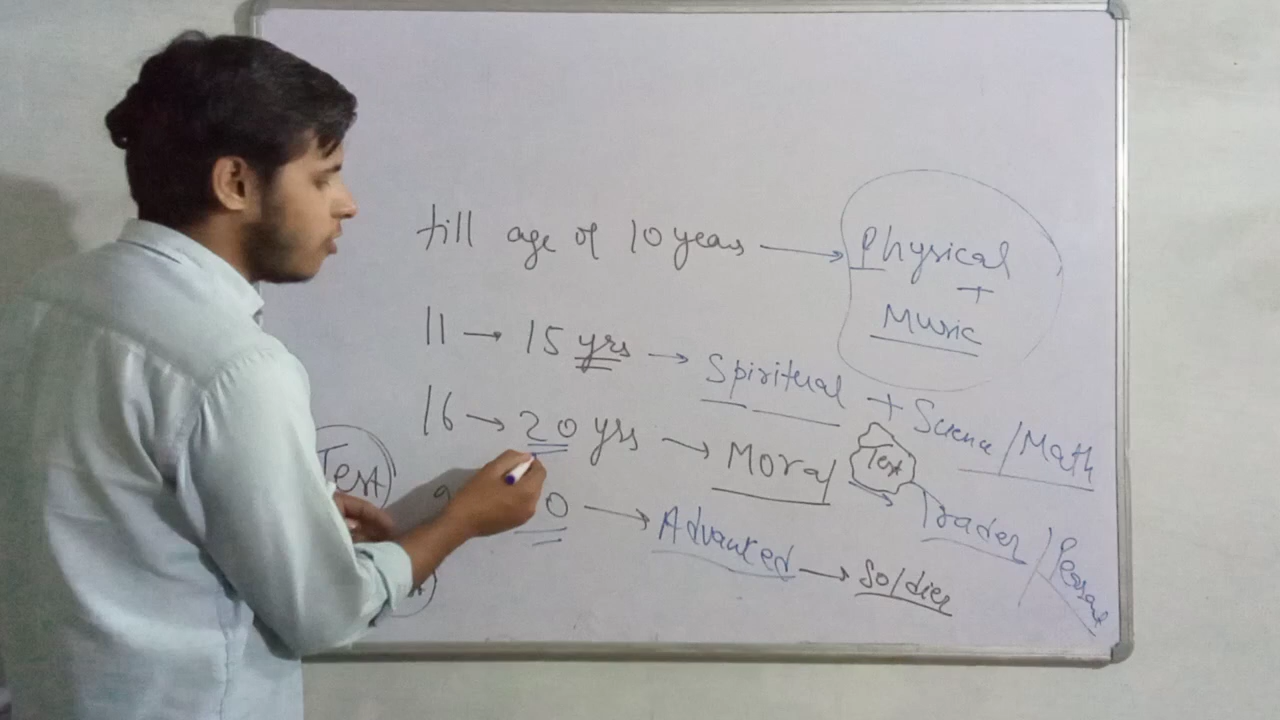 till age of 10 years → Physical
+
Music
11 → 15 yrs → Spiritual + Science / Math
16 → 20 yrs → Moral Test → Trader / Peasant
Test
0 → Advanced → Soldier